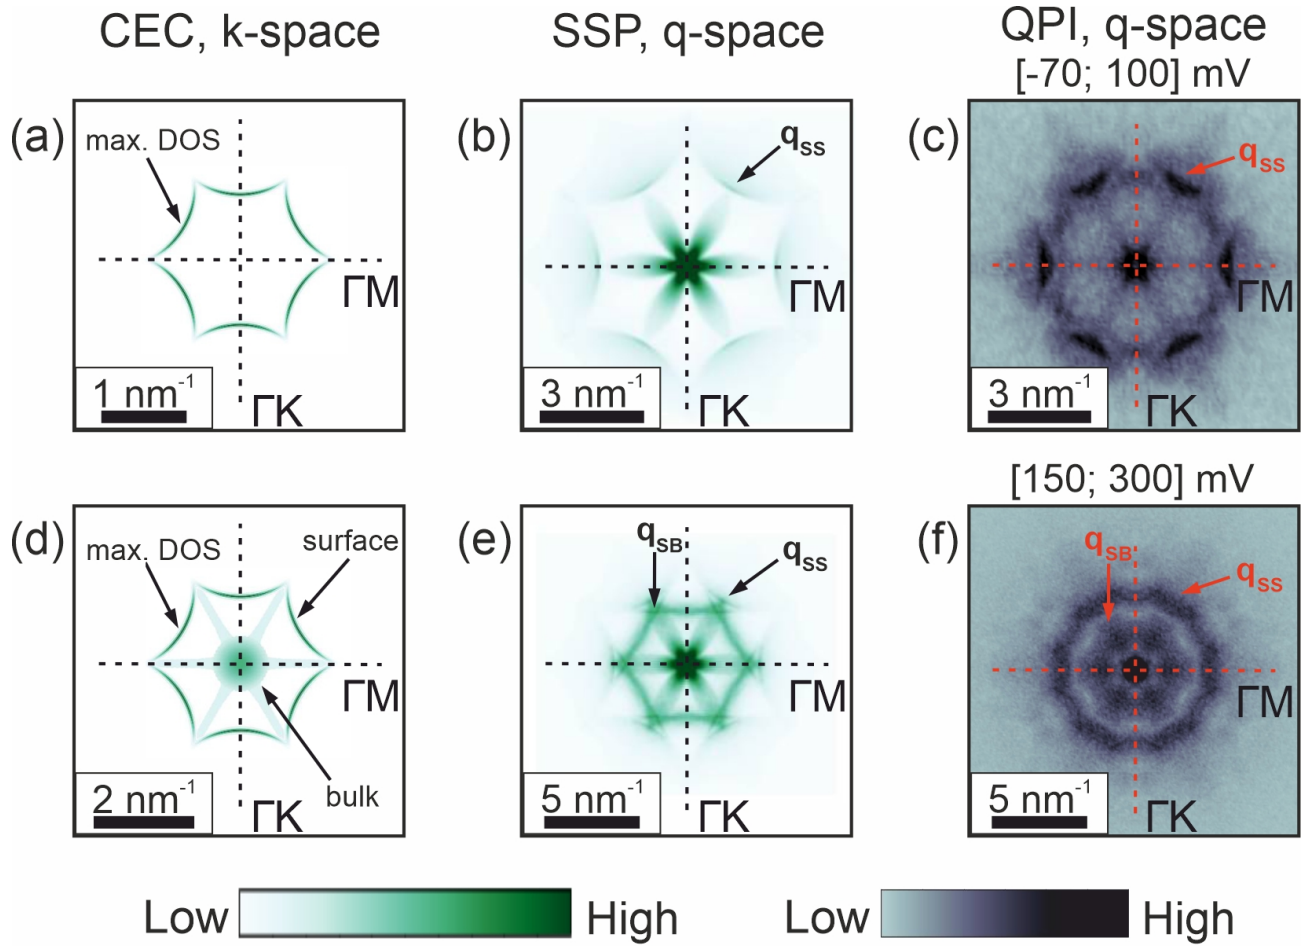 CEC, k-space
SSP, q-space
QPI, q-space
[-70; 100] mV
(a)
max. DOS
ΓM
ΓK
1 nm⁻¹
(b)
qSS
ΓM
ΓK
3 nm⁻¹
(c)
qSS
ΓM
ΓK
3 nm⁻¹
[150; 300] mV
(d)
max. DOS
surface
bulk
ΓM
ΓK
2 nm⁻¹
(e)
qSB
qSS
ΓM
ΓK
5 nm⁻¹
(f)
qSB
qSS
ΓM
ΓK
5 nm⁻¹
Low
High
Low
High